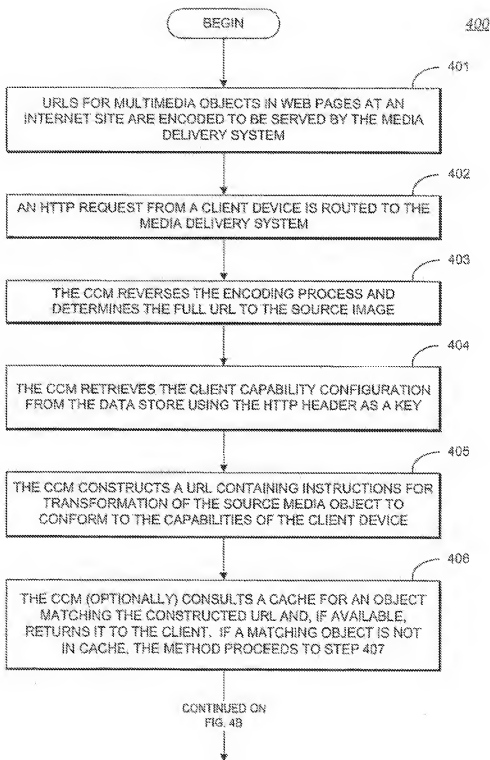 BEGIN
400
401
URLS FOR MULTIMEDIA OBJECTS IN WEB PAGES AT AN
INTERNET SITE ARE ENCODED TO BE SERVED BY THE MEDIA
DELIVERY SYSTEM
402
AN HTTP REQUEST FROM A CLIENT DEVICE IS ROUTED TO THE
MEDIA DELIVERY SYSTEM
403
THE CCM REVERSES THE ENCODING PROCESS AND
DETERMINES THE FULL URL TO THE SOURCE IMAGE
404
THE CCM RETRIEVES THE CLIENT CAPABILITY CONFIGURATION
FROM THE DATA STORE USING THE HTTP HEADER AS A KEY
405
THE CCM CONSTRUCTS A URL CONTAINING INSTRUCTIONS FOR
TRANSFORMATION OF THE SOURCE MEDIA OBJECT TO
CONFORM TO THE CAPABILITIES OF THE CLIENT DEVICE
406
THE CCM (OPTIONALLY) CONSULTS A CACHE FOR AN OBJECT
MATCHING THE CONSTRUCTED URL AND, IF AVAILABLE,
RETURNS IT TO THE CLIENT. IF A MATCHING OBJECT IS NOT
IN CACHE, THE METHOD PROCEEDS TO STEP 407
CONTINUED ON
FIG. 4B